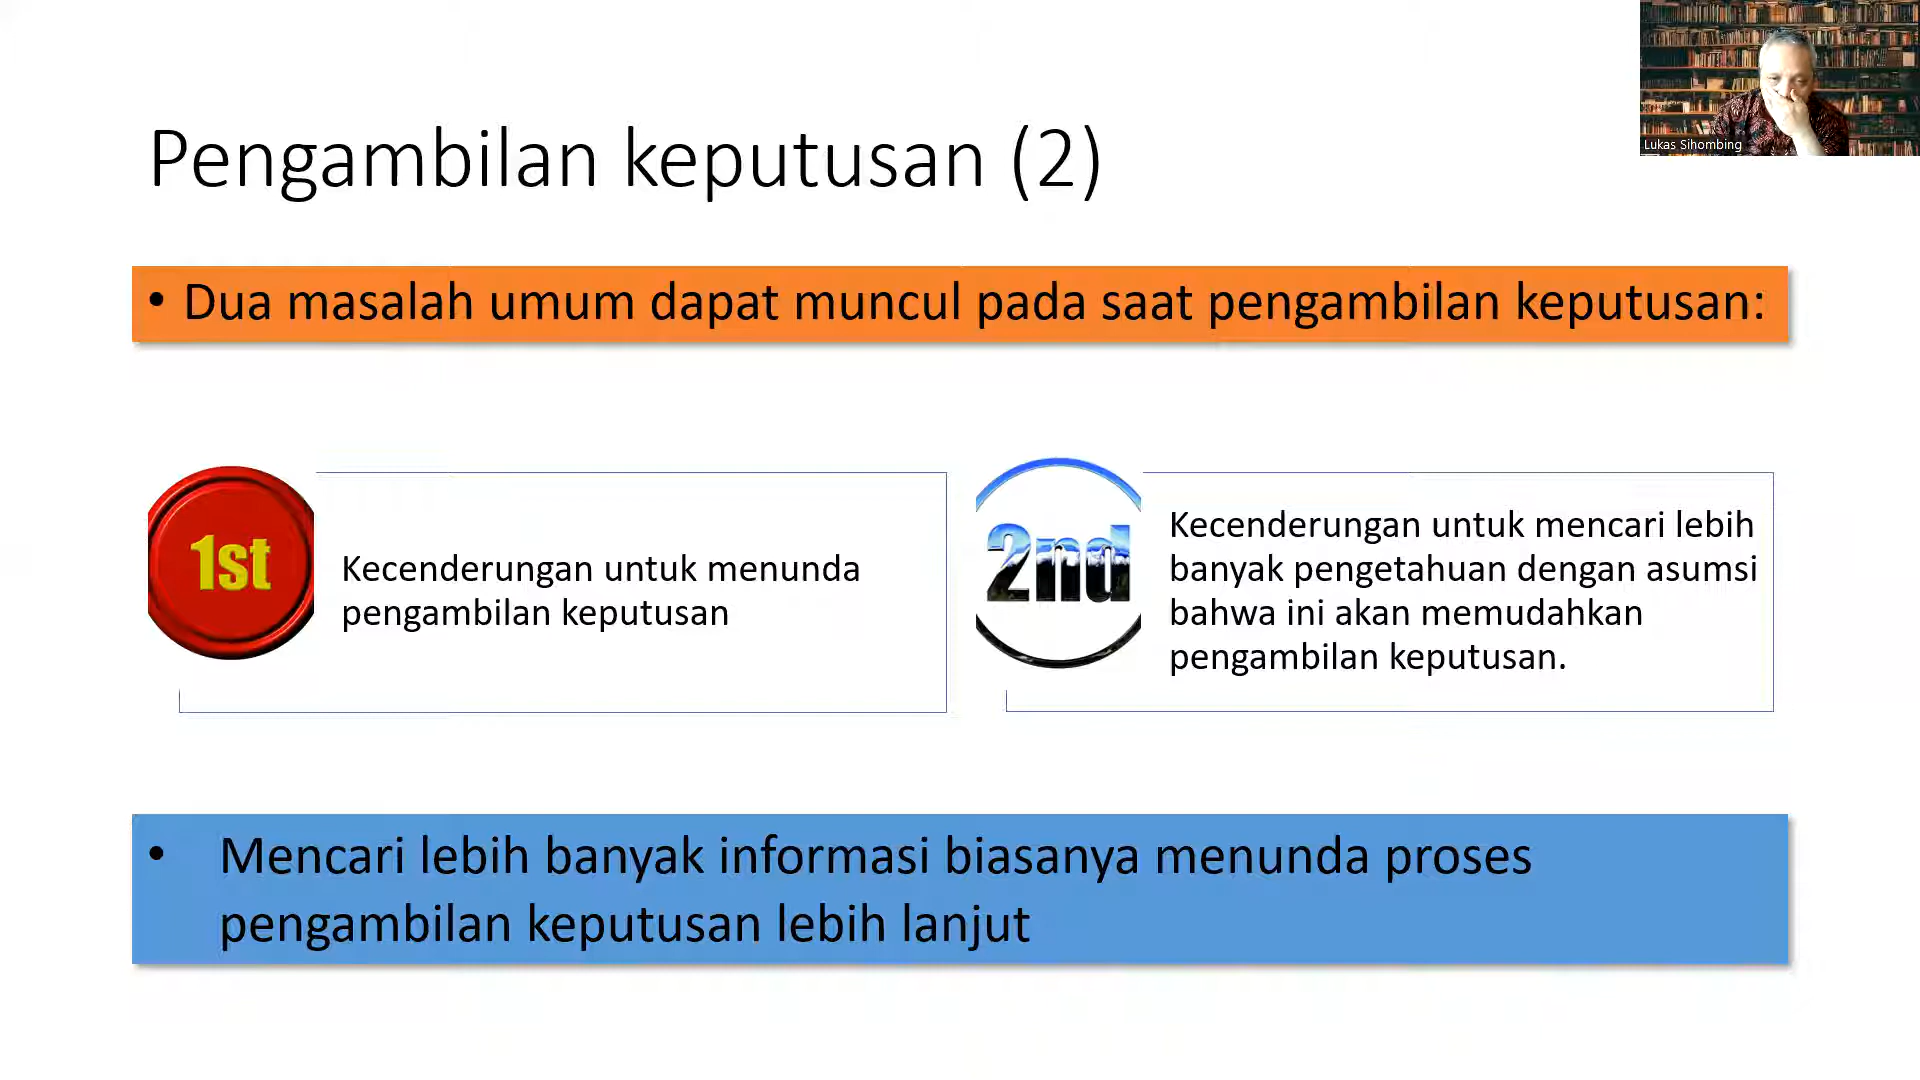 Lukas Sihombing
Pengambilan keputusan (2)
• Dua masalah umum dapat muncul pada saat pengambilan keputusan:
1st
Kecenderungan untuk menunda
pengambilan keputusan
2nd
Kecenderungan untuk mencari lebih
banyak pengetahuan dengan asumsi
bahwa ini akan memudahkan
pengambilan keputusan.
• Mencari lebih banyak informasi biasanya menunda proses
pengambilan keputusan lebih lanjut